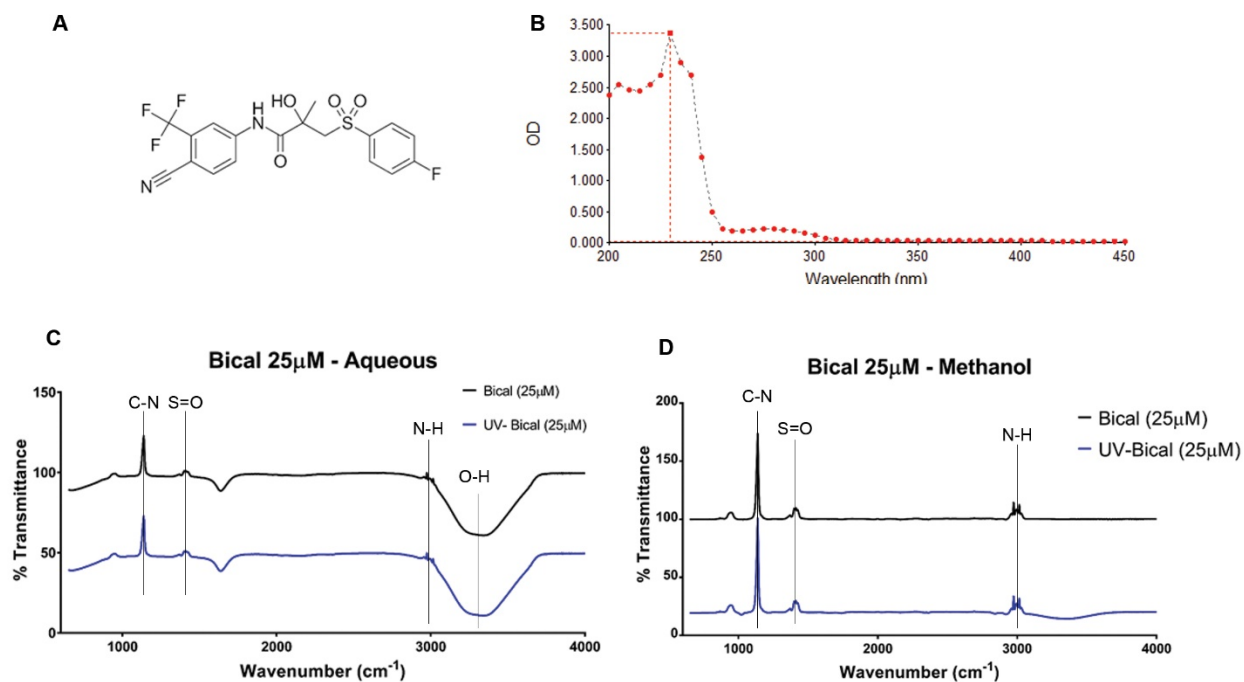 A
F
F
F
N
H
N
HO
O
O O
S
F
B
3.500
3.000
2.500
2.000
1.500
1.000
0.500
0.000
OD
200 250 300 350 400 450
Wavelength (nm)
C
Bical 25μM - Aqueous
150
100
50
0
% Transmittance
C-N
S=O
N-H
O-H
Bical (25μM)
UV- Bical (25μM)
1000 2000 3000 4000
Wavenumber (cm⁻¹)
D
Bical 25μM - Methanol
200
150
100
50
0
% Transmittance
C-N
S=O
N-H
Bical (25μM)
UV-Bical (25μM)
1000 2000 3000 4000
Wavenumber (cm⁻¹)